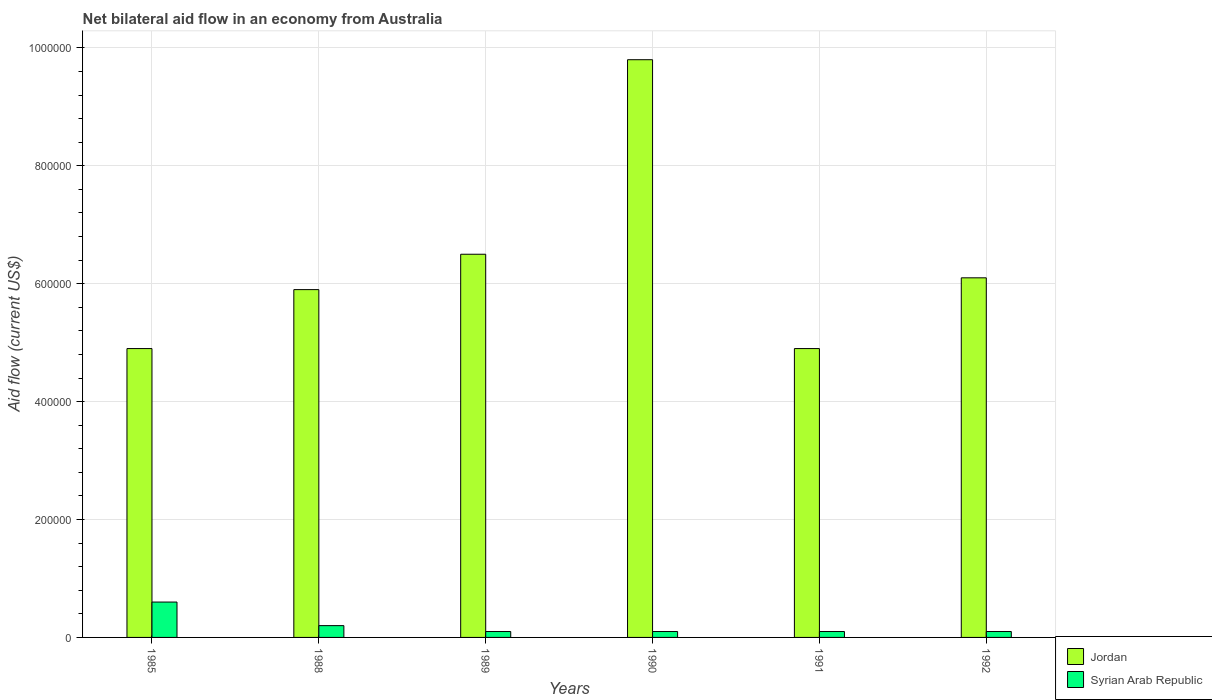 Net bilateral aid flow in an economy from Australia
Aid flow (current US$)
1000000
800000
600000
400000
200000
0
1985
1988
1989
1990
1991
1992
Years
Jordan
Syrian Arab Republic